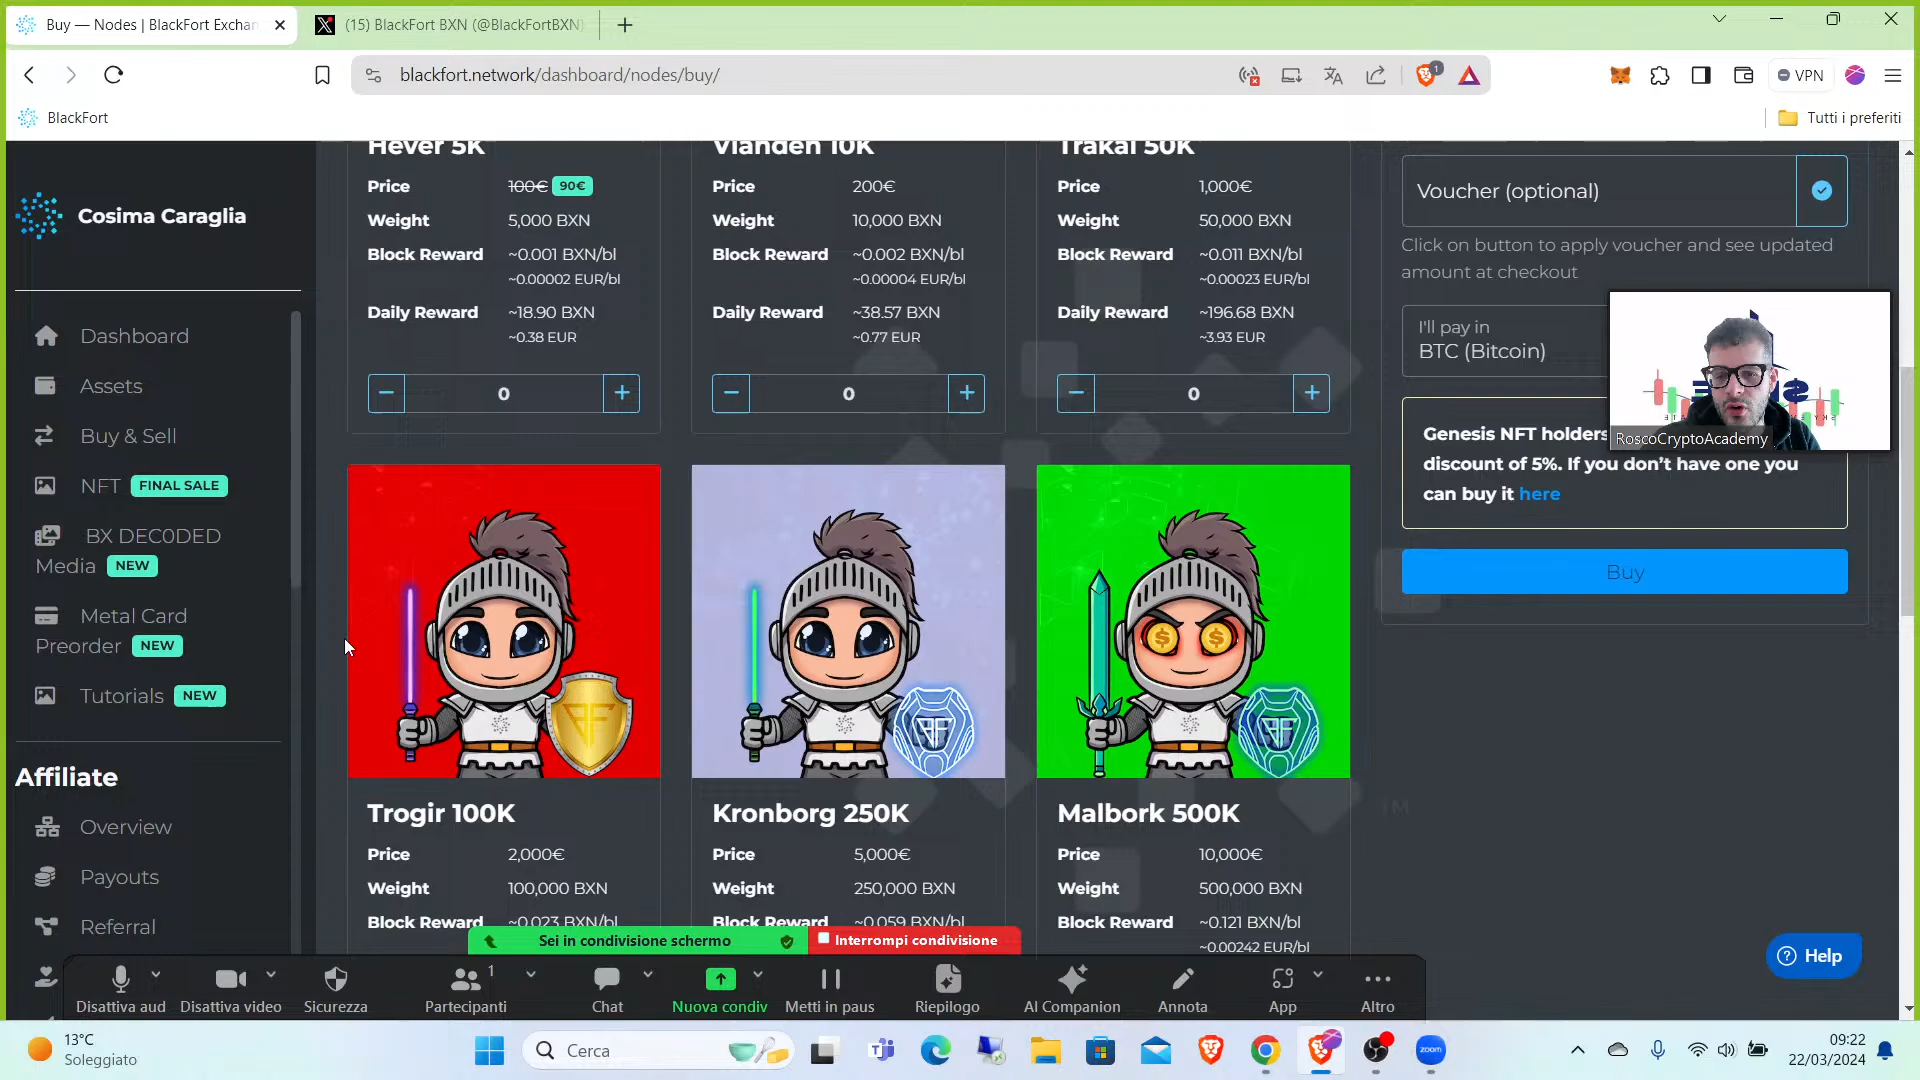 Buy — Nodes | BlackFort Exchan
(15) BlackFort BXN (@BlackFortBXN)
blackfort.network/dashboard/nodes/buy/
1
VPN
BlackFort
Tutti i preferiti
Cosima Caraglia
Dashboard
Assets
Buy & Sell
NFT FINAL SALE
BX DEC0DED
Media NEW
Metal Card
Preorder NEW
Tutorials NEW
Affiliate
Overview
Payouts
Referral
Hever 5K
Price 100€ 90€
Weight 5,000 BXN
Block Reward ~0.001 BXN/bl
~0.00002 EUR/bl
Daily Reward ~18.90 BXN
~0.38 EUR
0
Vianden 10K
Price 200€
Weight 10,000 BXN
Block Reward ~0.002 BXN/bl
~0.00004 EUR/bl
Daily Reward ~38.57 BXN
~0.77 EUR
0
Trakai 50K
Price 1,000€
Weight 50,000 BXN
Block Reward ~0.011 BXN/bl
~0.00023 EUR/bl
Daily Reward ~196.68 BXN
~3.93 EUR
0
Trogir 100K
Price 2,000€
Weight 100,000 BXN
Block Reward ~0.023 BXN/bl
Kronborg 250K
Price 5,000€
Weight 250,000 BXN
Block Reward ~0.059 BXN/bl
Malbork 500K
Price 10,000€
Weight 500,000 BXN
Block Reward ~0.121 BXN/bl
~0.00242 EUR/bl
TM
Voucher (optional)
Click on button to apply voucher and see updated
amount at checkout
I'll pay in
BTC (Bitcoin)
RoscoCryptoAcademy
Genesis NFT holders
discount of 5%. If you don't have one you
can buy it here
Buy
Help
Sei in condivisione schermo
Interrompi condivisione
Disattiva aud
Disattiva video
Sicurezza
Partecipanti
1
Chat
Nuova condiv
Metti in paus
Riepilogo
AI Companion
Annota
App
Altro
13°C
Soleggiato
Cerca
zoom
09:22
22/03/2024